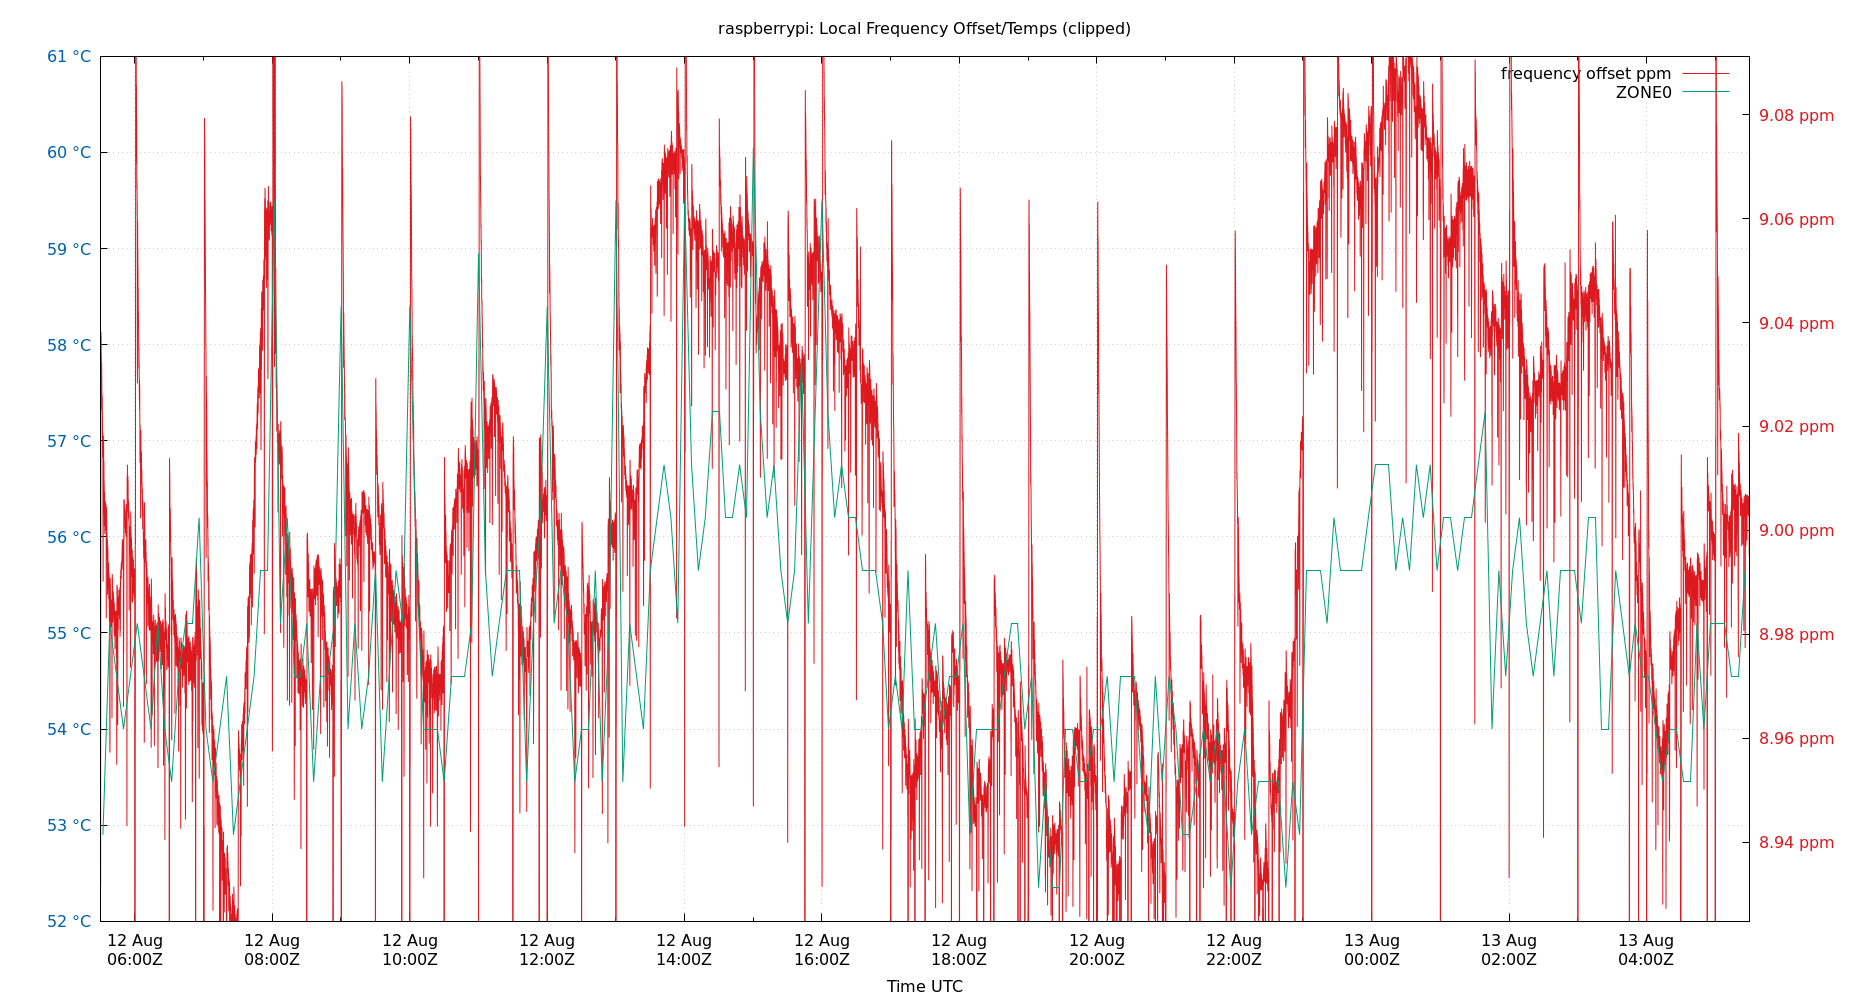 raspberrypi: Local Frequency Offset/Temps (clipped)
61 °C
60 °C
59 °C
58 °C
57 °C
56 °C
55 °C
54 °C
53 °C
52 °C
frequency offset ppm
ZONE0
9.08 ppm
9.06 ppm
9.04 ppm
9.02 ppm
9.00 ppm
8.98 ppm
8.96 ppm
8.94 ppm
12 Aug 12 Aug 12 Aug 12 Aug 12 Aug 12 Aug 12 Aug 12 Aug 12 Aug 13 Aug 13 Aug 13 Aug
06:00Z 08:00Z 10:00Z 12:00Z 14:00Z 16:00Z 18:00Z 20:00Z 22:00Z 00:00Z 02:00Z 04:00Z
Time UTC